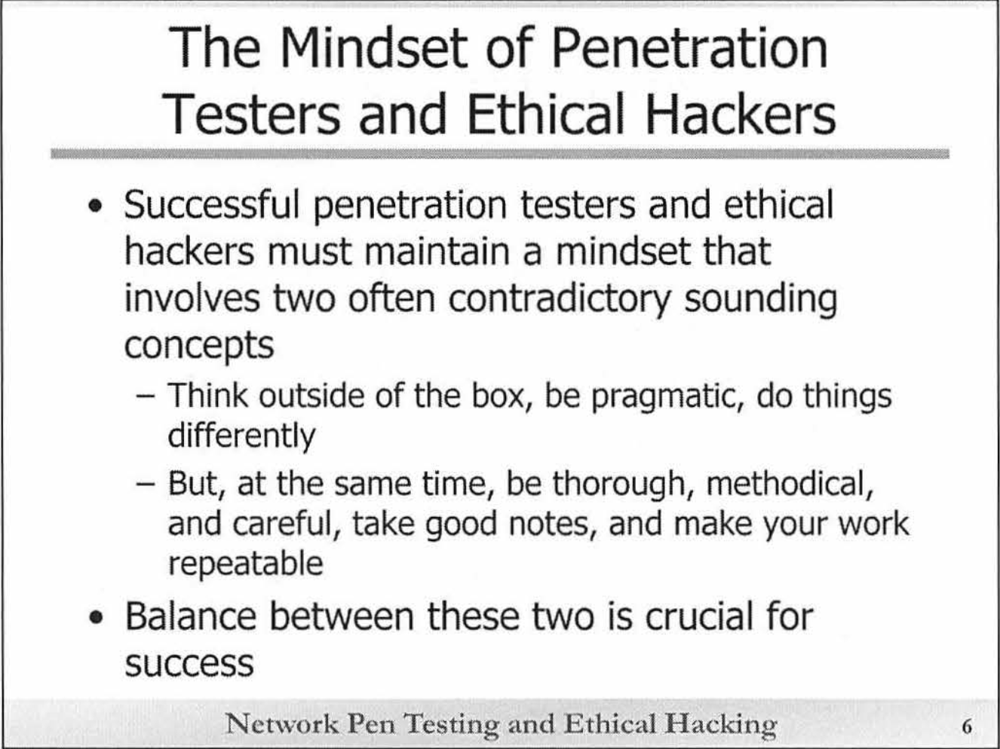 The Mindset of Penetration
Testers and Ethical Hackers
• Successful penetration testers and ethical
hackers must maintain a mindset that
involves two often contradictory sounding
concepts
– Think outside of the box, be pragmatic, do things
differently
– But, at the same time, be thorough, methodical,
and careful, take good notes, and make your work
repeatable
• Balance between these two is crucial for
success
Network Pen Testing and Ethical Hacking 6